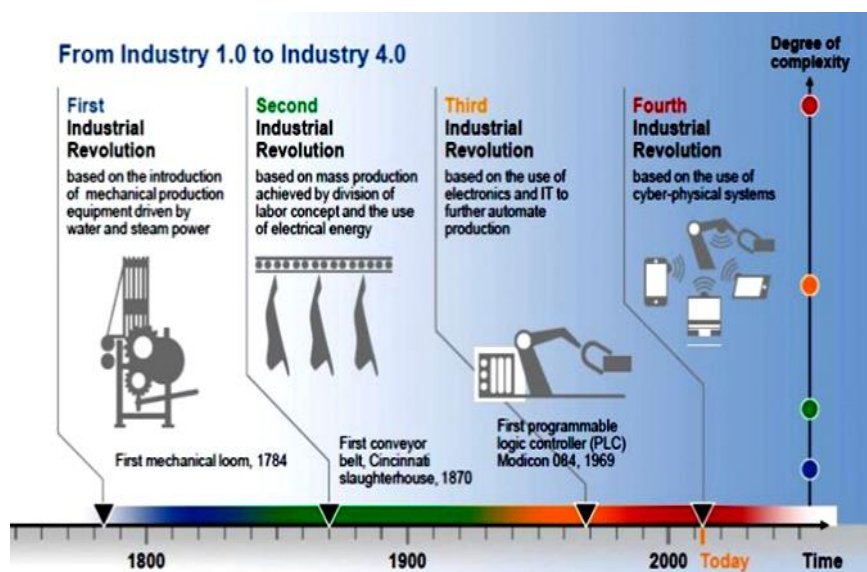 From Industry 1.0 to Industry 4.0
Degree of
complexity
First
Industrial
Revolution
based on the introduction
of mechanical production
equipment driven by
water and steam power
Second
Industrial
Revolution
based on mass production
achieved by division of
labor concept and the use
of electrical energy
Third
Industrial
Revolution
based on the use of
electronics and IT to
further automate
production
Fourth
Industrial
Revolution
based on the use of
cyber-physical systems
First mechanical loom, 1784
First conveyor
belt, Cincinnati
slaughterhouse, 1870
First programmable
logic controller (PLC)
Modicon 084, 1969
1800
1900
2000
Today
Time